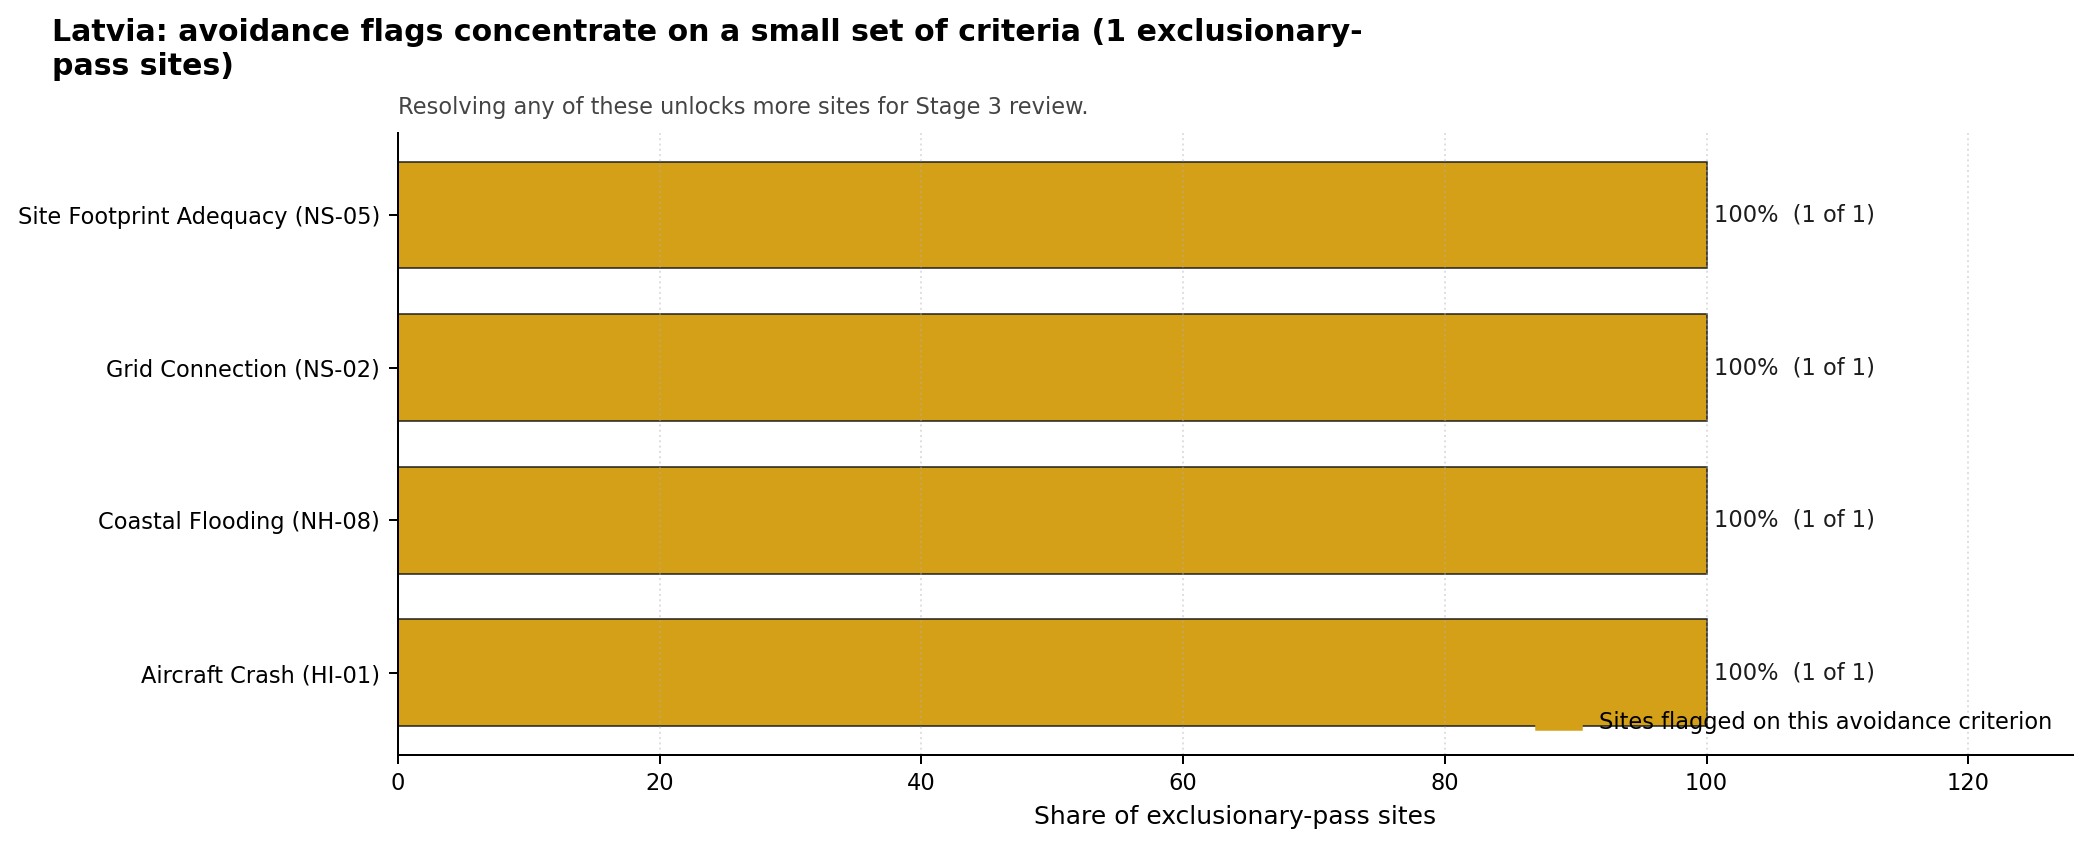 Latvia: avoidance flags concentrate on a small set of criteria (1 exclusionary-
pass sites)
Resolving any of these unlocks more sites for Stage 3 review.
Site Footprint Adequacy (NS-05)
100%  (1 of 1)
Grid Connection (NS-02)
100%  (1 of 1)
Coastal Flooding (NH-08)
100%  (1 of 1)
Aircraft Crash (HI-01)
100%  (1 of 1)
Sites flagged on this avoidance criterion
0 20 40 60 80 100 120
Share of exclusionary-pass sites